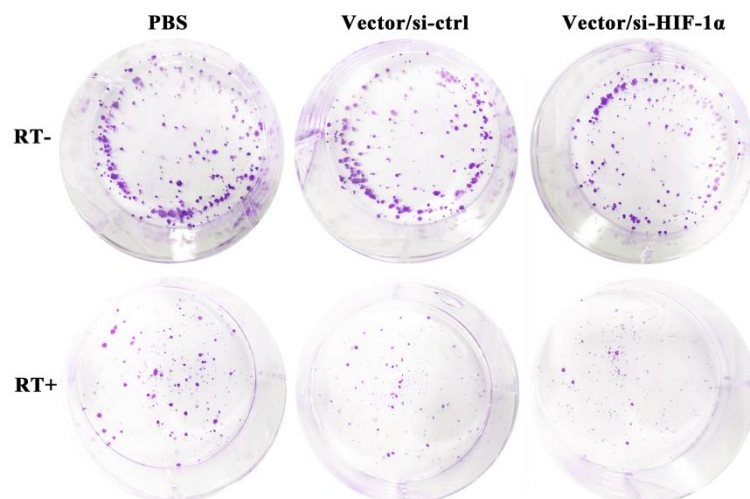 PBS Vector/si-ctrl Vector/si-HIF-1α
RT-
RT+